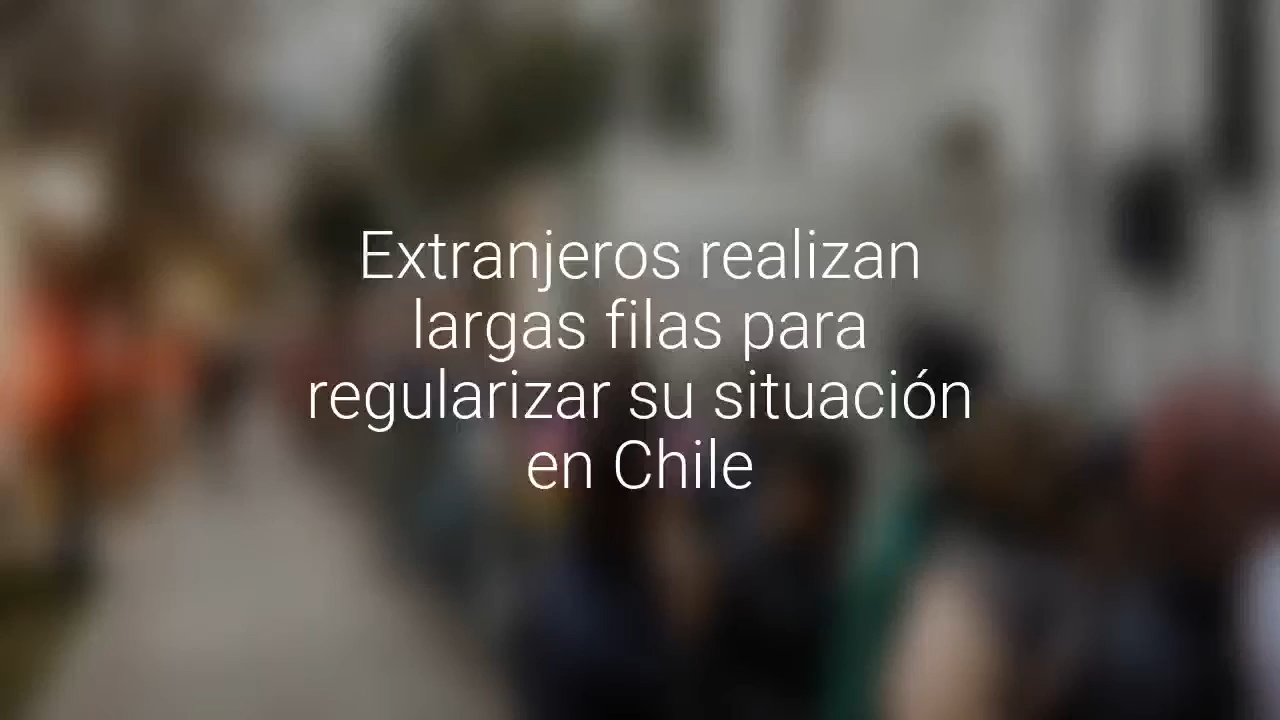 Extranjeros realizan
largas filas para
regularizar su situación
en Chile